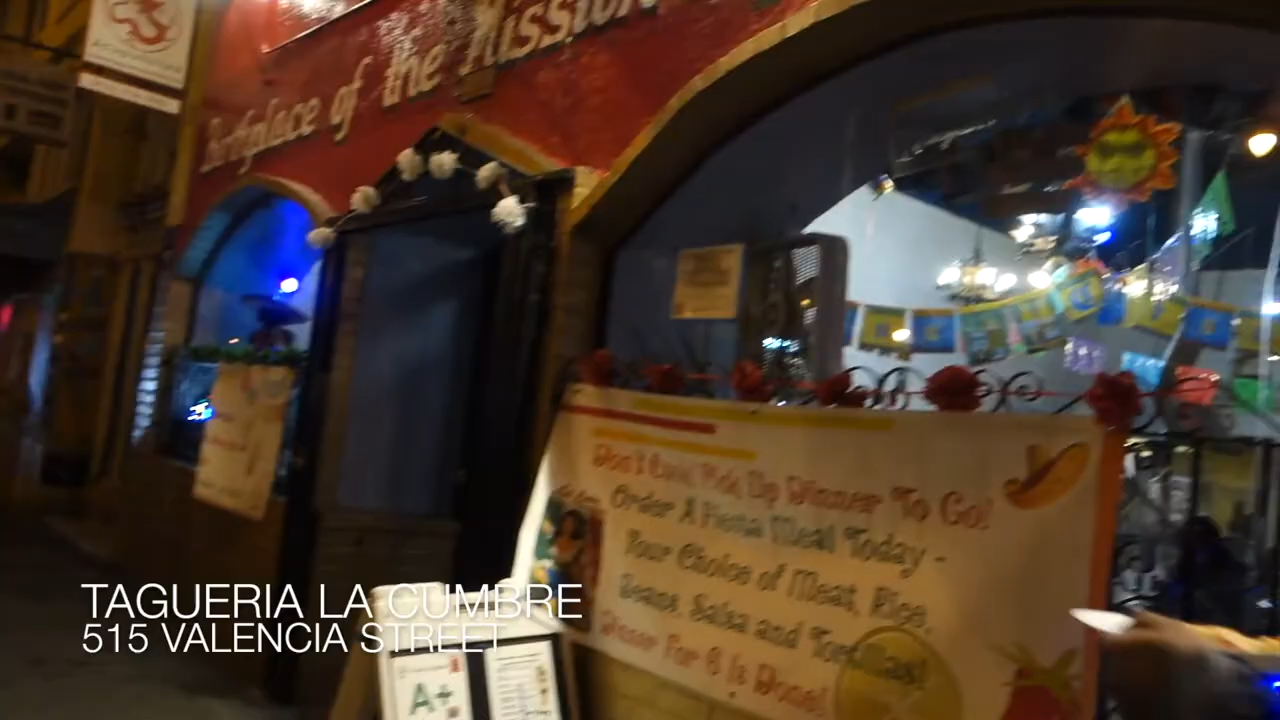 Birthplace of the Mission
Don't Cook, Pick Up Dinner To Go!
Order A Fiesta Meal Today -
Your Choice of Meat, Rice,
Beans, Salsa and Tortillas!
Dinner For 6 Is Done!
A+
TAGUERIA LA CUMBRE
515 VALENCIA STREET